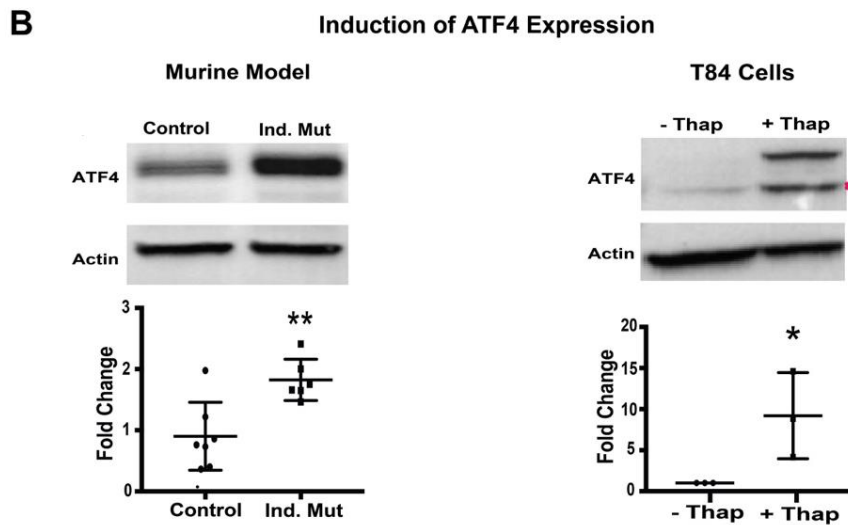 B
Induction of ATF4 Expression
Murine Model
Control Ind. Mut
ATF4
Actin
3
2
1
0
Fold Change
**
Control Ind. Mut
T84 Cells
- Thap + Thap
ATF4
Actin
20
15
10
5
0
Fold Change
*
- Thap + Thap